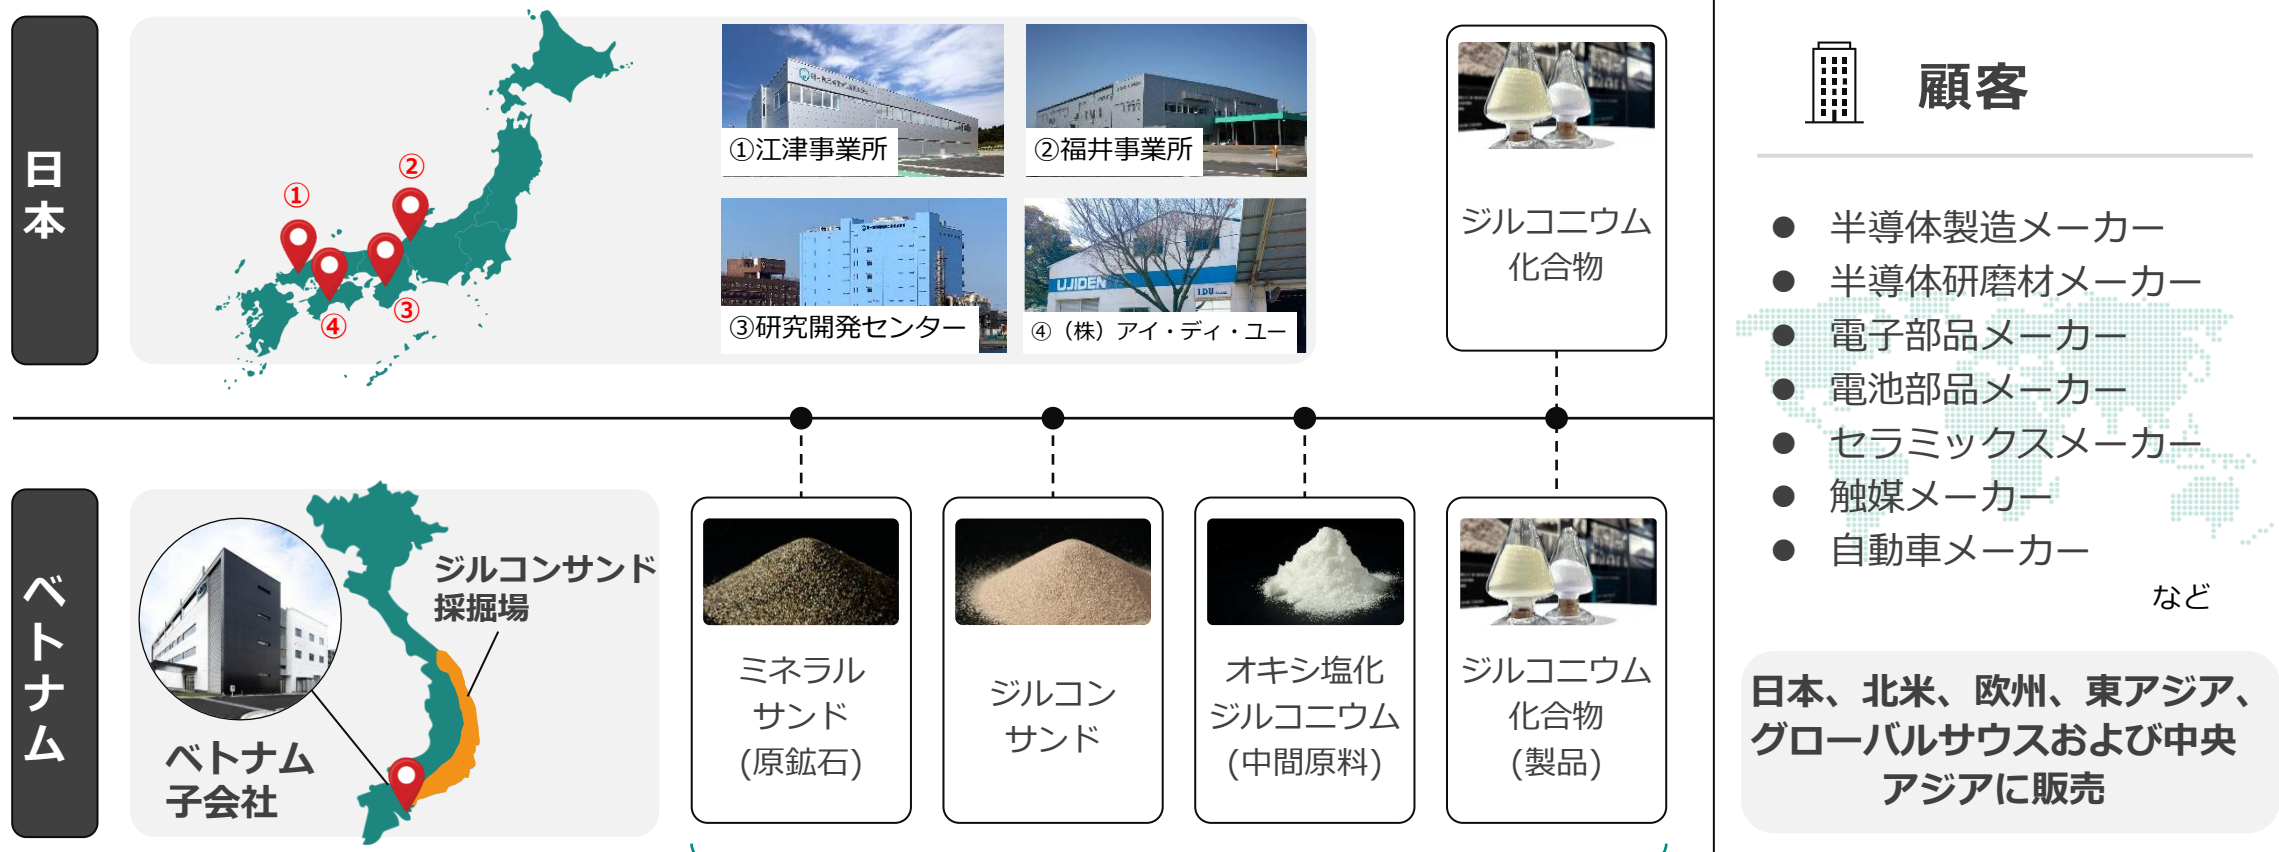 日本
①
②
③
④
①江津事業所
②福井事業所
③研究開発センター
UJIDEN
I.D.U
④（株）アイ・ディ・ユー
ジルコニウム
化合物
ベトナム
ジルコンサンド
採掘場
ベトナム
子会社
ミネラル
サンド
(原鉱石)
ジルコン
サンド
オキシ塩化
ジルコニウム
(中間原料)
ジルコニウム
化合物
(製品)
顧客
● 半導体製造メーカー
● 半導体研磨材メーカー
● 電子部品メーカー
● 電池部品メーカー
● セラミックスメーカー
● 触媒メーカー
● 自動車メーカー
など
日本、北米、欧州、東アジア、
グローバルサウスおよび中央
アジアに販売